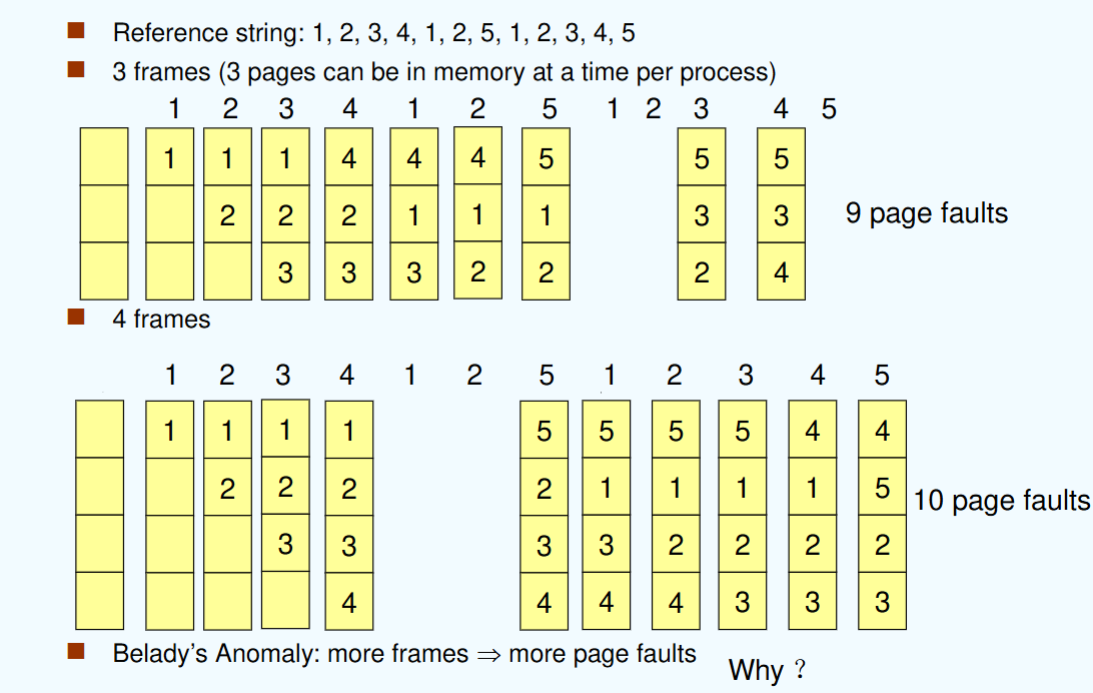 Reference string: 1, 2, 3, 4, 1, 2, 5, 1, 2, 3, 4, 5
3 frames (3 pages can be in memory at a time per process)
1 2 3 4 1 2 5 1 2 3 4 5
1 1 1 4 4 4 5 5 5
2 2 2 1 1 1 3 3
9 page faults
3 3 3 2 2 2 4
4 frames
1 2 3 4 1 2 5 1 2 3 4 5
1 1 1 1 5 5 5 5 4 4
2 2 2 2 1 1 1 1 5
10 page faults
3 3 3 3 2 2 2 2
4 4 4 4 3 3 3
Belady's Anomaly: more frames ⇒ more page faults
Why ？